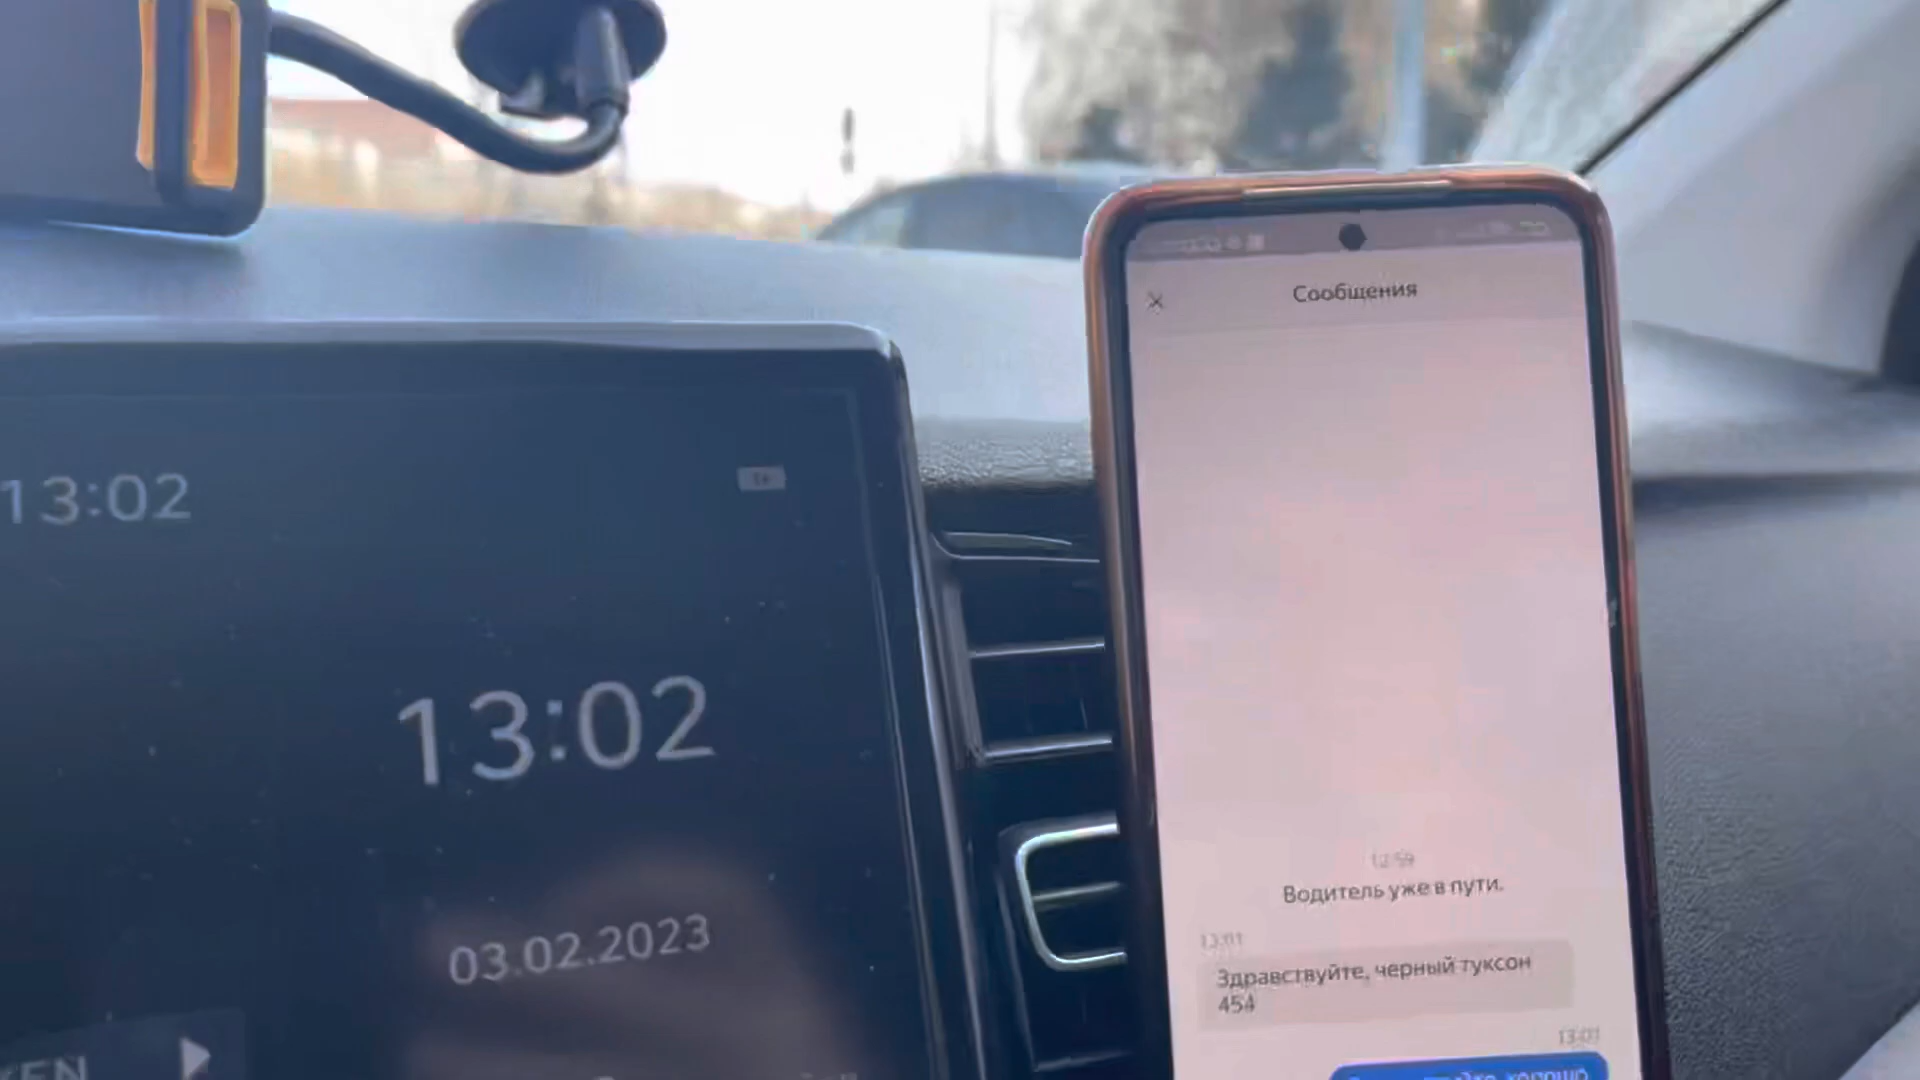 13:02
13:02
03.02.2023
Сообщения
12:59
Водитель уже в пути.
13:01
Здравствуйте, черный туксон
454
13:01
хорошо